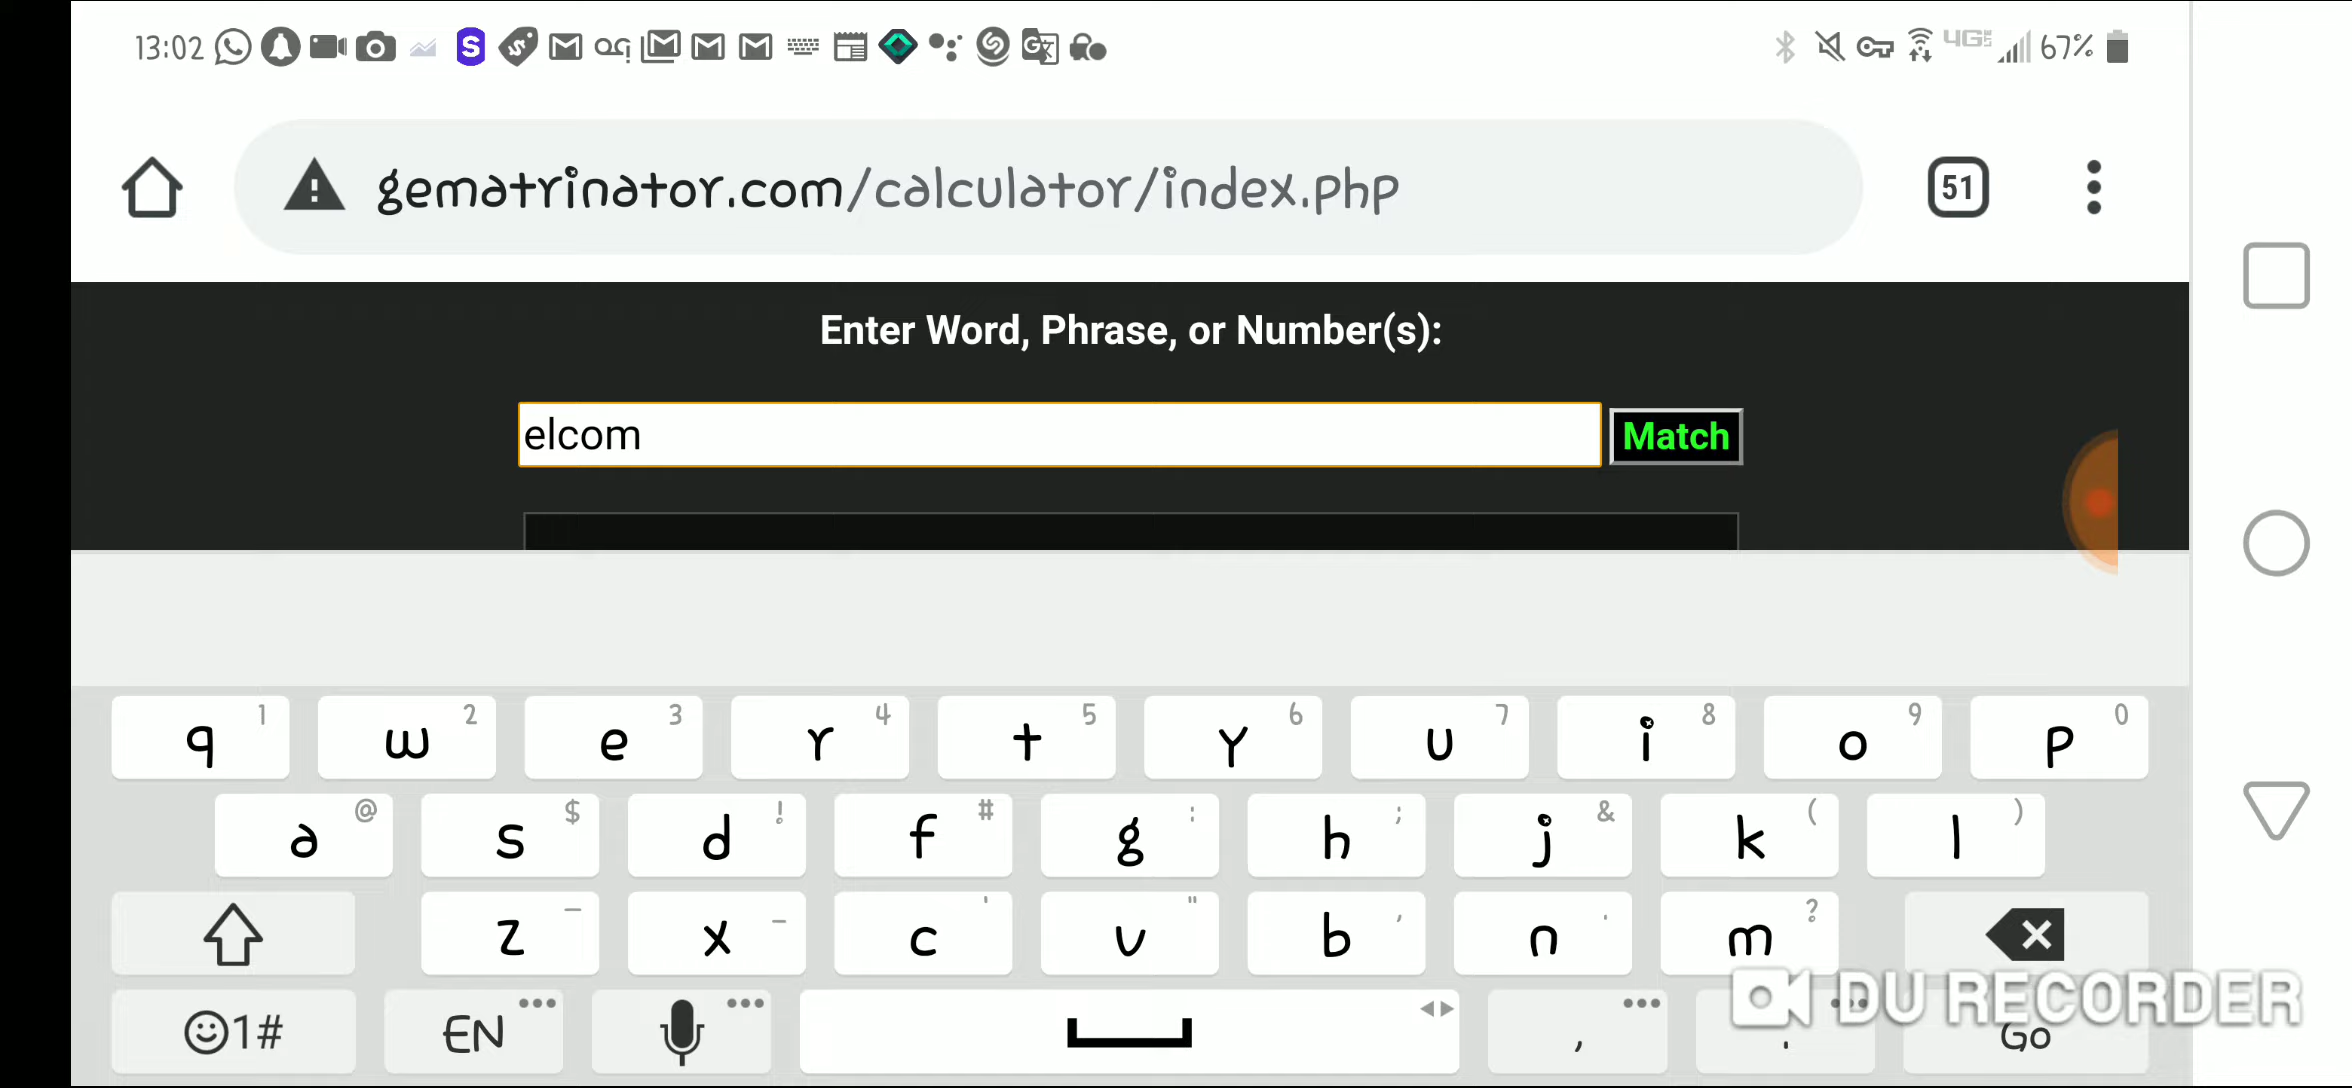 13:02 4G 67%
gematrinator.com/calculator/index.php 51
Enter Word, Phrase, or Number(s):
elcom Match
q 1 w 2 e 3 r 4 t 5 y 6 u 7 i 8 o 9 p 0
a @ s $ d ! f # g : h ; j & k ( l )
z – x - c ' v " b , n . m ?
1# EN , . Go
DU RECORDER